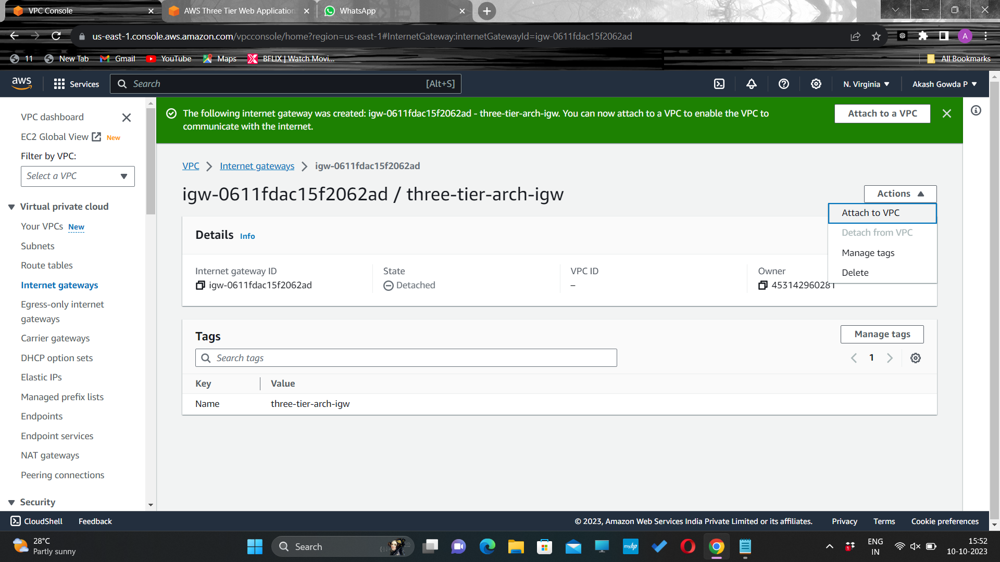 VPC Console
AWS Three Tier Web Application
WhatsApp
us-east-1.console.aws.amazon.com/vpcconsole/home?region=us-east-1#InternetGateway:internetGatewayId=igw-0611fdac15f2062ad
A
11
New Tab
Gmail
YouTube
Maps
BFLIX | Watch Movi...
All Bookmarks
aws
Services
Search
[Alt+S]
N. Virginia
Akash Gowda P
VPC dashboard
EC2 Global View New
Filter by VPC:
Select a VPC
Virtual private cloud
Your VPCs New
Subnets
Route tables
Internet gateways
Egress-only internet
gateways
Carrier gateways
DHCP option sets
Elastic IPs
Managed prefix lists
Endpoints
Endpoint services
NAT gateways
Peering connections
Security
The following internet gateway was created: igw-0611fdac15f2062ad - three-tier-arch-igw. You can now attach to a VPC to enable the VPC to
communicate with the internet.
Attach to a VPC
VPC
Internet gateways
igw-0611fdac15f2062ad
igw-0611fdac15f2062ad / three-tier-arch-igw
Actions
Attach to VPC
Detach from VPC
Manage tags
Delete
Details Info
Internet gateway ID
igw-0611fdac15f2062ad
State
Detached
VPC ID
–
Owner
453142960281
Tags
Manage tags
Search tags
1
Key
Value
Name
three-tier-arch-igw
CloudShell
Feedback
© 2023, Amazon Web Services India Private Limited or its affiliates.
Privacy
Terms
Cookie preferences
28°C
Partly sunny
Search
myhp
1
ENG
IN
15:52
10-10-2023